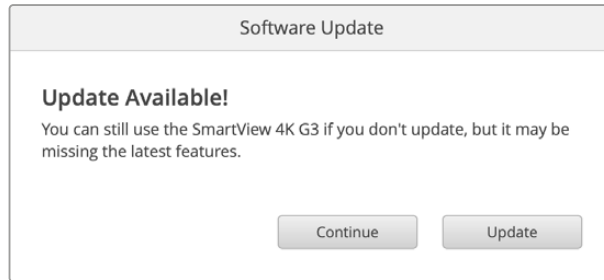 Software Update
Update Available!
You can still use the SmartView 4K G3 if you don't update, but it may be
missing the latest features.
Continue
Update